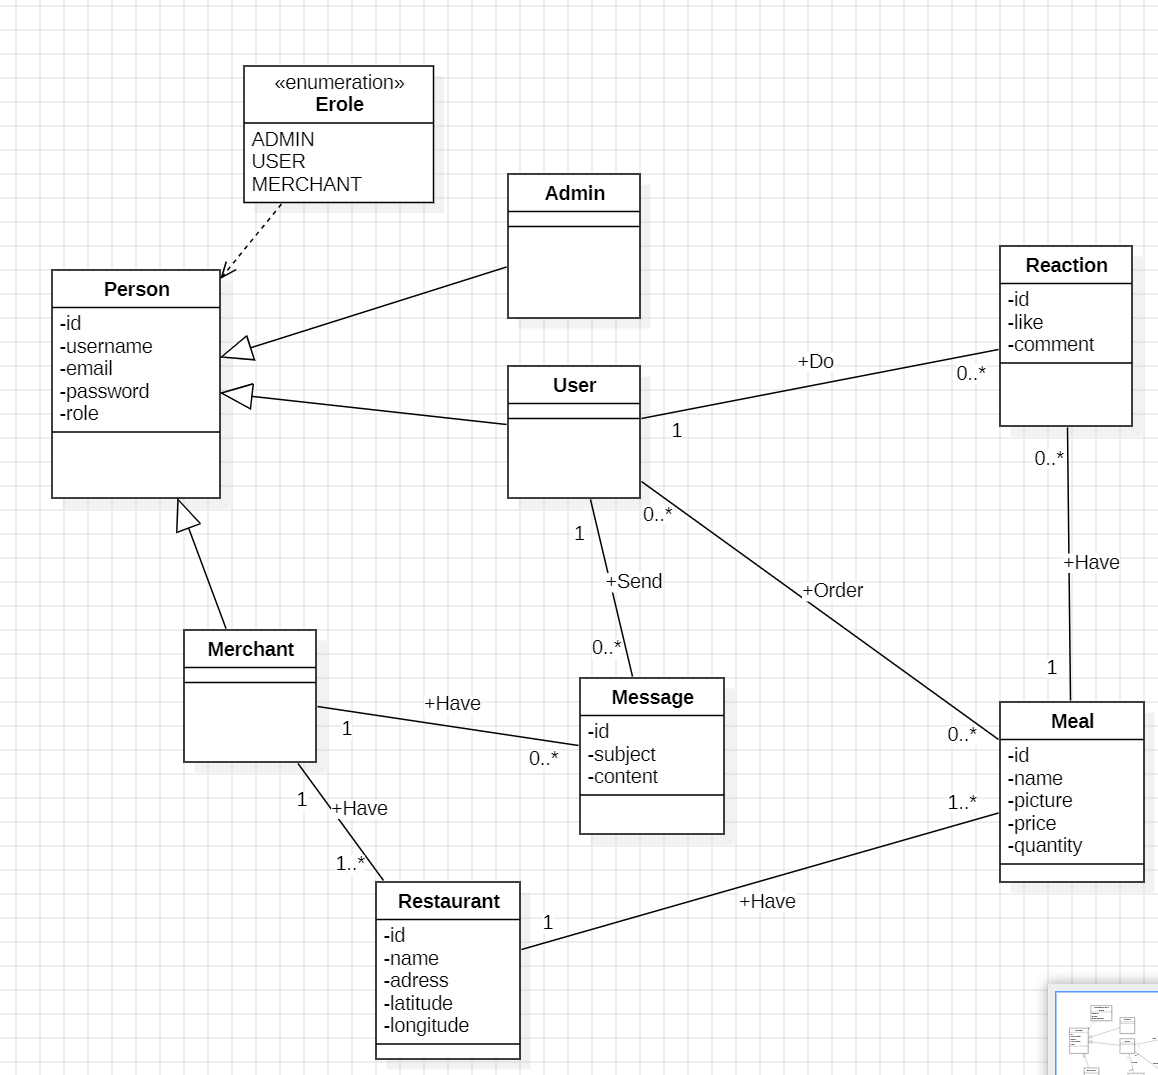 «enumeration»
Erole
ADMIN
USER
MERCHANT
Admin
Person
-id
-username
-email
-password
-role
Reaction
-id
-like
-comment
User
+Do
0..*
1
0..*
+Have
1
0..*
+Order
0..*
1
+Send
0..*
Merchant
Message
-id
-subject
-content
+Have
1
0..*
Meal
-id
-name
-picture
-price
-quantity
1
+Have
1..*
1..*
+Have
1
Restaurant
-id
-name
-adress
-latitude
-longitude